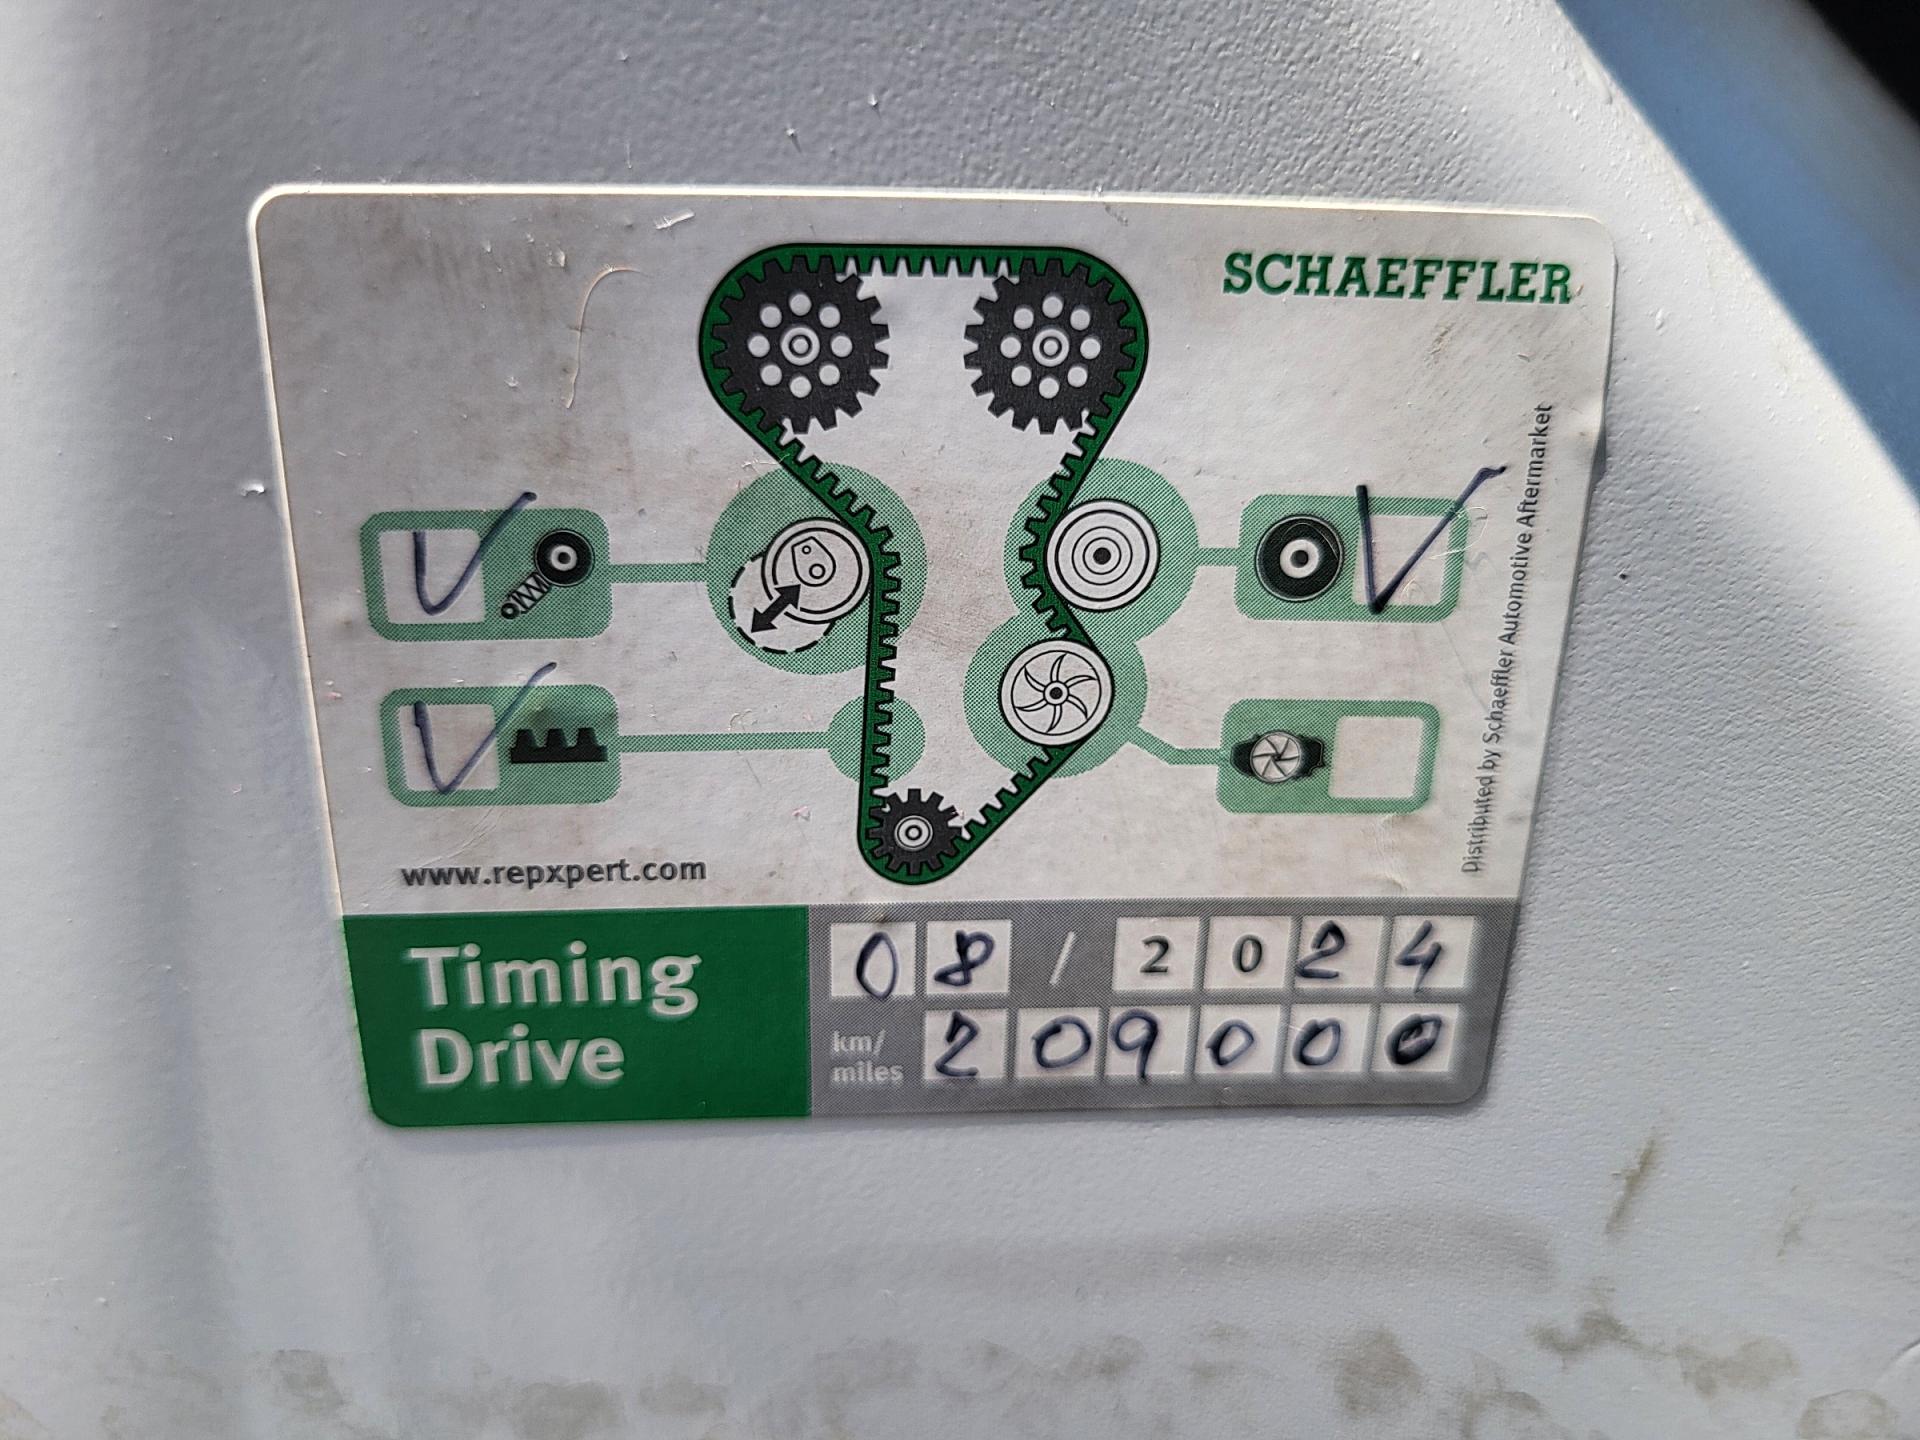 SCHAEFFLER
Distributed by Schaeffler Automotive Aftermarket
www.repxpert.com
Timing
Drive
08 / 2024
km/
miles
209000